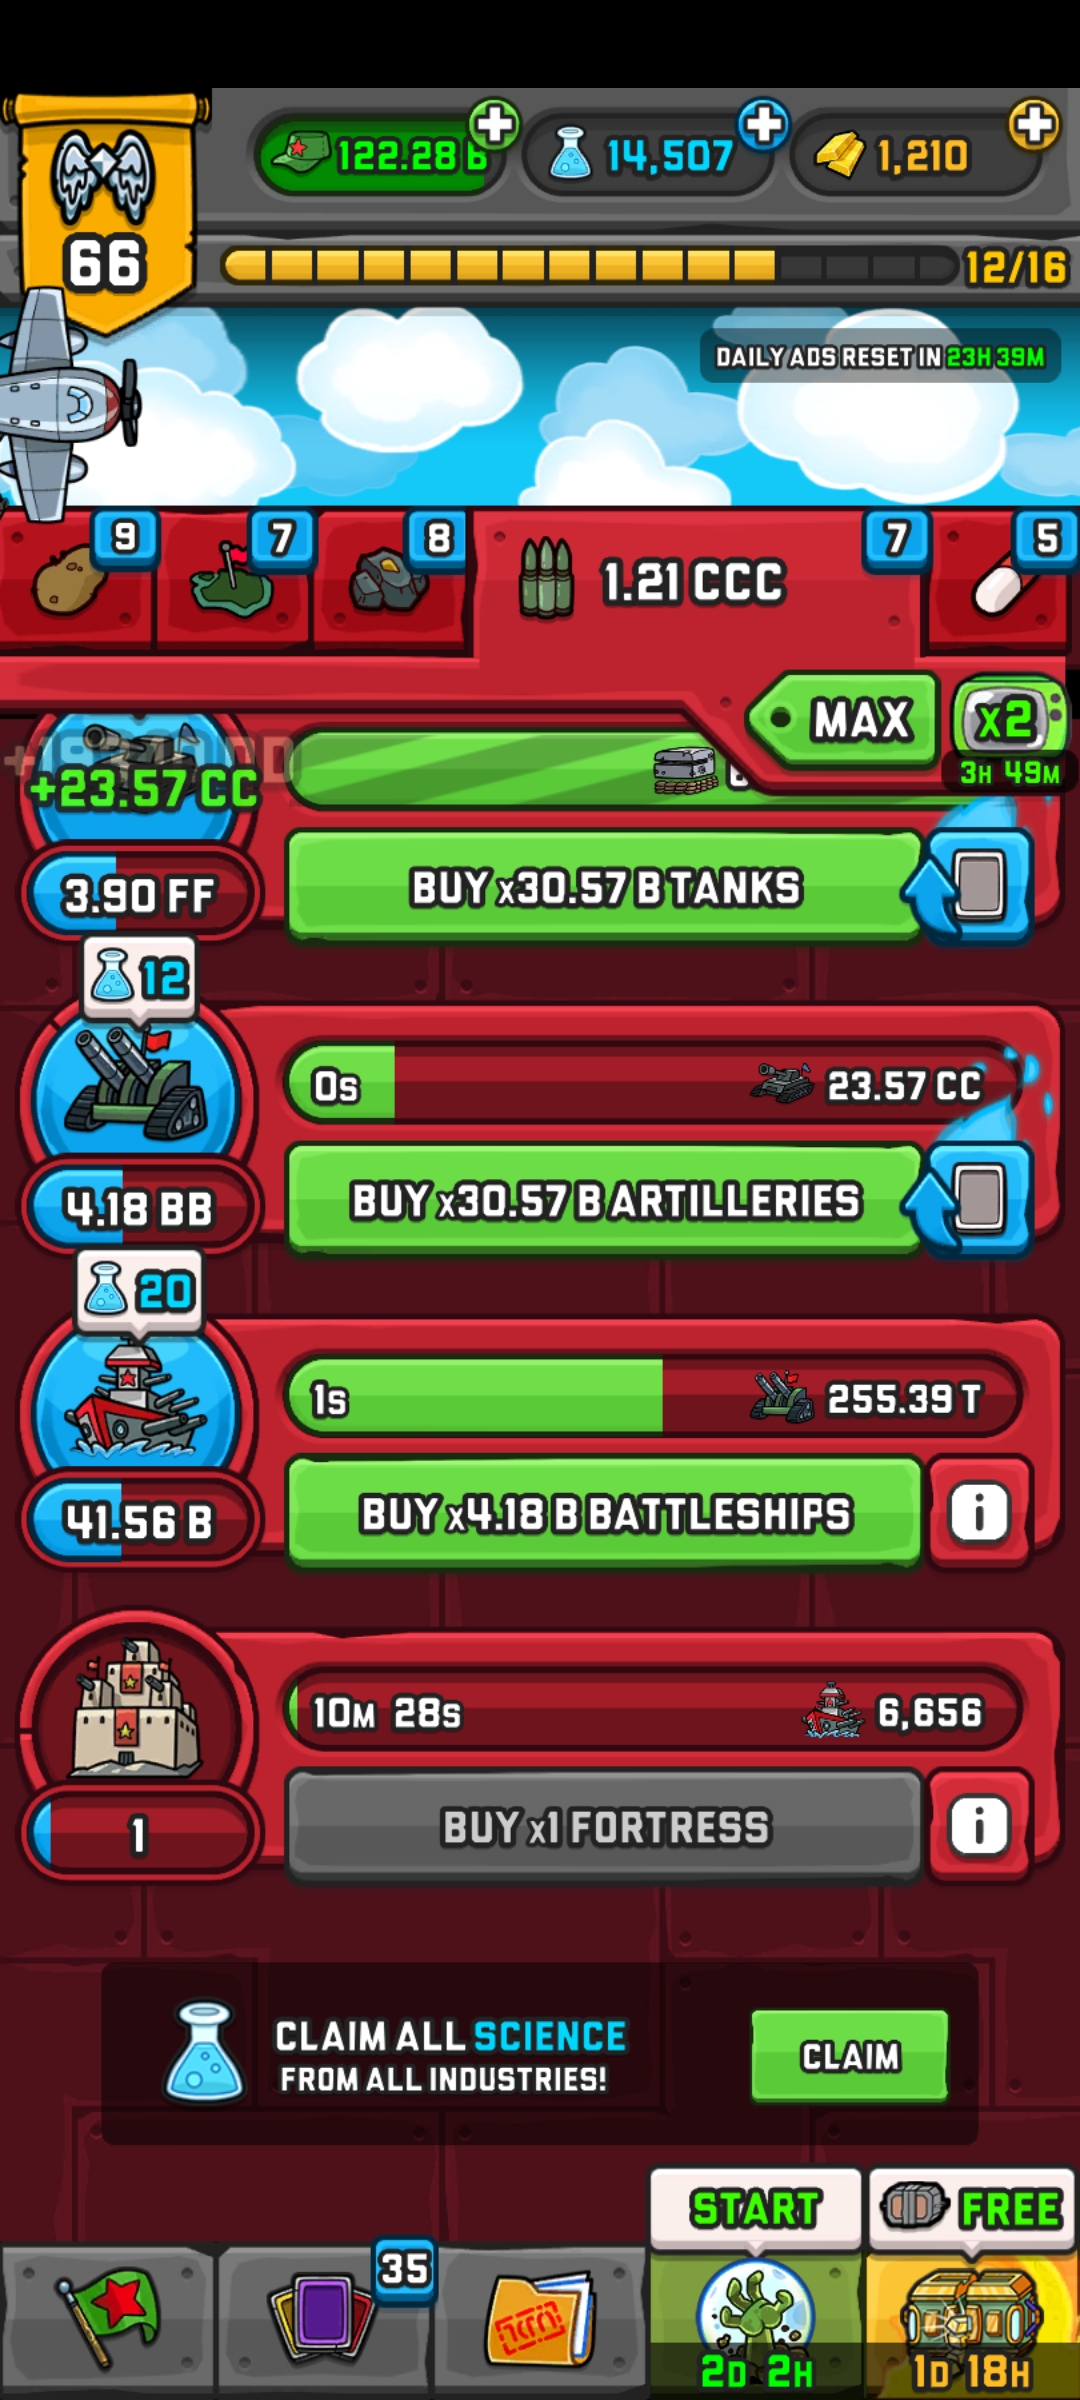 122.28 B
14,507
1,210
66
12/16
DAILY ADS RESET IN 23H 39M
9
7
8
1.21 CCC
7
5
MAX
x2
3H 49M
+23.57 CC
3.90 FF
BUY x30.57 B TANKS
12
0s
23.57 CC
4.18 BB
BUY x30.57 B ARTILLERIES
20
1s
255.39 T
41.56 B
BUY x4.18 B BATTLESHIPS
i
10M 28s
6,656
1
BUY x1 FORTRESS
i
CLAIM ALL SCIENCE
FROM ALL INDUSTRIES!
CLAIM
START
FREE
35
2D 2H
1D 18H